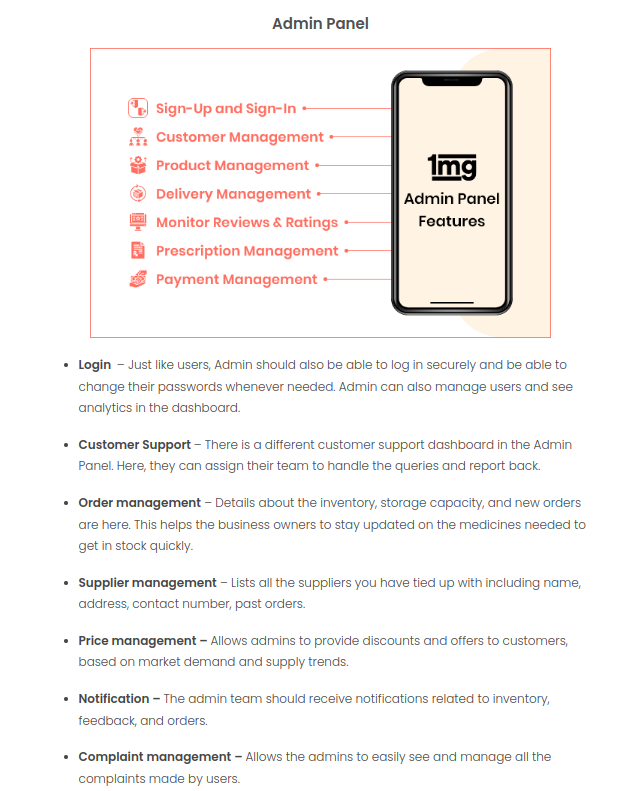 Admin Panel
Sign-Up and Sign-In
Customer Management
Product Management
Delivery Management
Monitor Reviews & Ratings
Prescription Management
Payment Management
1mg
Admin Panel
Features
• Login – Just like users, Admin should also be able to log in securely and be able to
change their passwords whenever needed. Admin can also manage users and see
analytics in the dashboard.
• Customer Support – There is a different customer support dashboard in the Admin
Panel. Here, they can assign their team to handle the queries and report back.
• Order management – Details about the inventory, storage capacity, and new orders
are here. This helps the business owners to stay updated on the medicines needed to
get in stock quickly.
• Supplier management – Lists all the suppliers you have tied up with including name,
address, contact number, past orders.
• Price management – Allows admins to provide discounts and offers to customers,
based on market demand and supply trends.
• Notification – The admin team should receive notifications related to inventory,
feedback, and orders.
• Complaint management – Allows the admins to easily see and manage all the
complaints made by users.